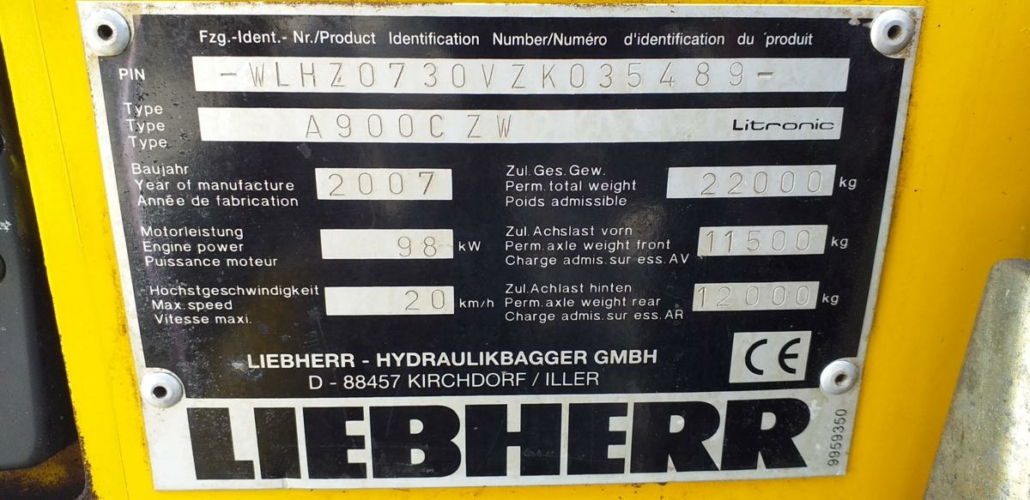 Fzg.-Ident.- Nr./Product Identification Number/Numéro d'identification du produit
PIN -WLHZ0730VZK035489-
Type
Type A900CZW Litronic
Type
Baujahr
Year of manufacture 2007
Année de fabrication
Zul.Ges.Gew.
Perm.total weight 22000 kg
Poids admissible
Motorleistung
Engine power 98 kW
Puissance moteur
Zul.Achslast vorn
Perm.axle weight front 11500 kg
Charge admis.sur ess.AV
Höchstgeschwindigkeit
Max.speed 20 km/h
Vitesse maxi.
Zul.Achlast hinten
Perm.axle weight rear 12000 kg
Charge admis.sur ess.AR
LIEBHERR - HYDRAULIKBAGGER GMBH
D - 88457 KIRCHDORF / ILLER
CE
LIEBHERR
9959350